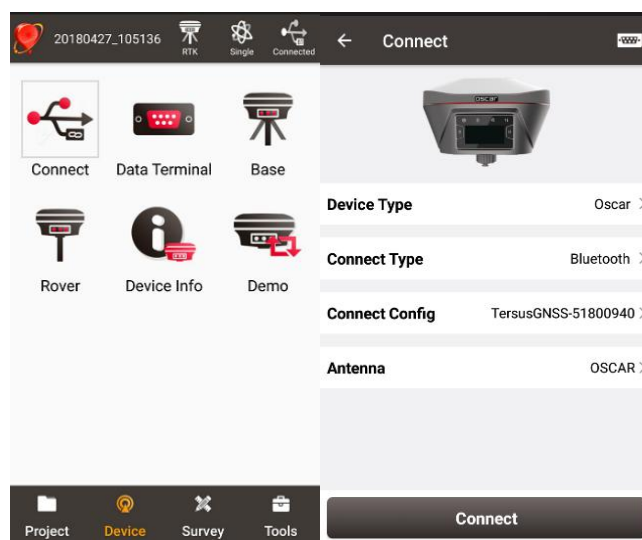 20180427_105136
RTK
Single
Connected
Connect
Data Terminal
Base
Rover
Device Info
Demo
Project
Device
Survey
Tools
Connect
OSCAR
Device Type
Oscar
Connect Type
Bluetooth
Connect Config
TersusGNSS-51800940
Antenna
OSCAR
Connect